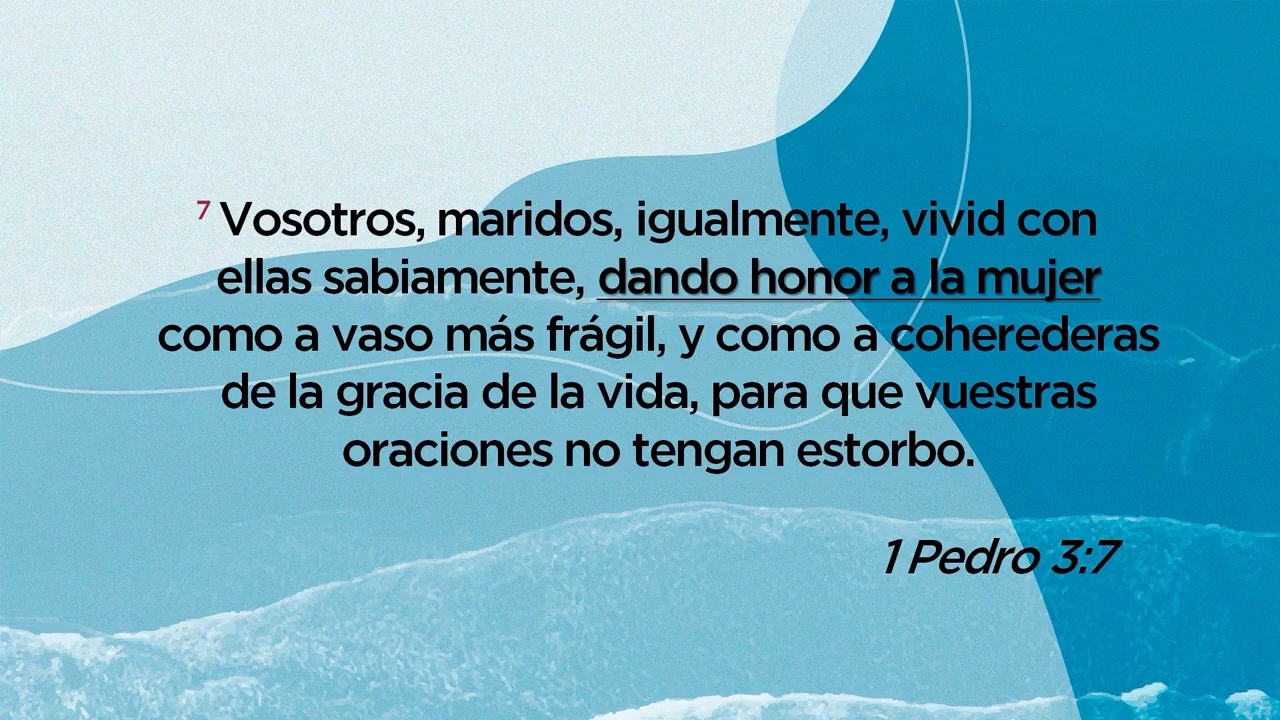 7 Vosotros, maridos, igualmente, vivid con
ellas sabiamente, dando honor a la mujer
como a vaso más frágil, y como a coherederas
de la gracia de la vida, para que vuestras
oraciones no tengan estorbo.
1 Pedro 3:7